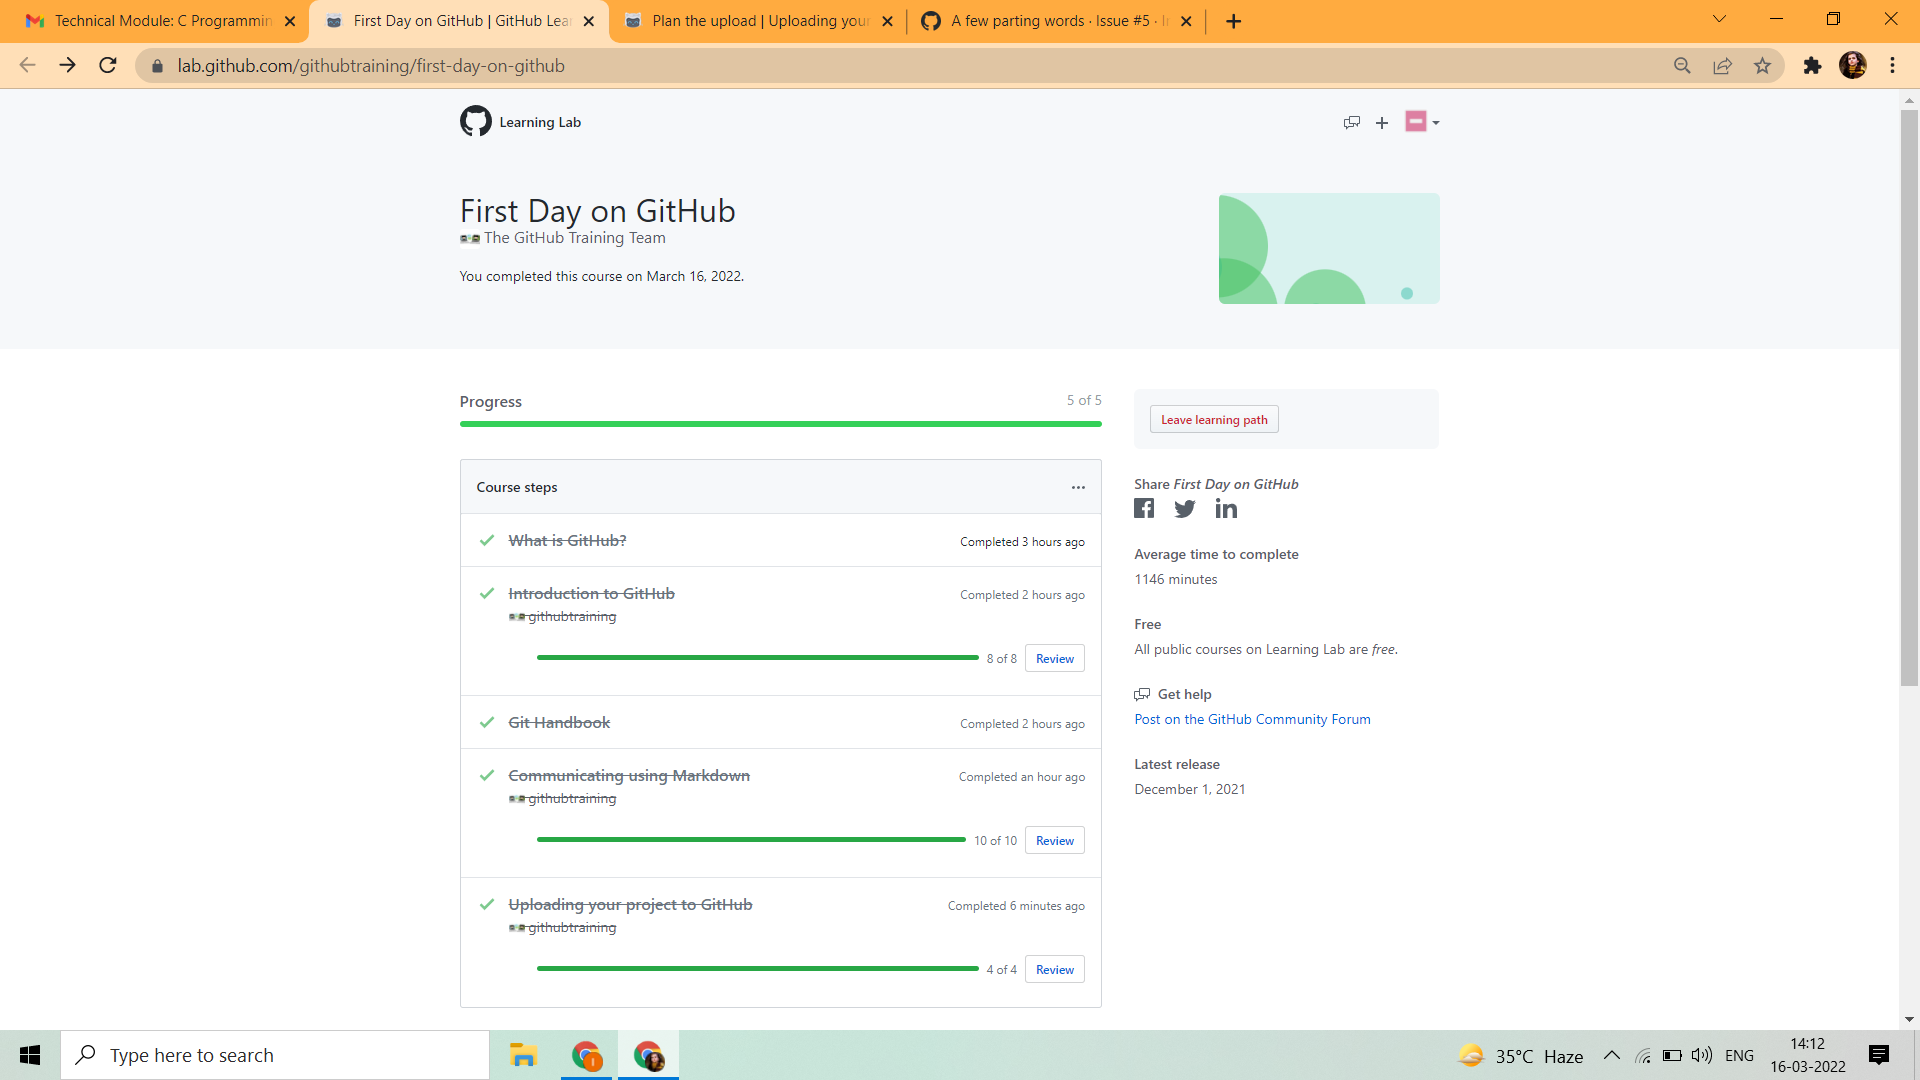 Technical Module: C Programmin
First Day on GitHub | GitHub Lea
Plan the upload | Uploading your
A few parting words · Issue #5 · In
lab.github.com/githubtraining/first-day-on-github
Learning Lab
First Day on GitHub
The GitHub Training Team
You completed this course on March 16, 2022.
Progress
5 of 5
Leave learning path
Course steps
What is GitHub?
Completed 3 hours ago
Introduction to GitHub
Completed 2 hours ago
githubtraining
8 of 8
Review
Git Handbook
Completed 2 hours ago
Communicating using Markdown
Completed an hour ago
githubtraining
10 of 10
Review
Uploading your project to GitHub
Completed 6 minutes ago
githubtraining
4 of 4
Review
Share First Day on GitHub
Average time to complete
1146 minutes
Free
All public courses on Learning Lab are free.
Get help
Post on the GitHub Community Forum
Latest release
December 1, 2021
Type here to search
35°C Haze
ENG
14:12
16-03-2022